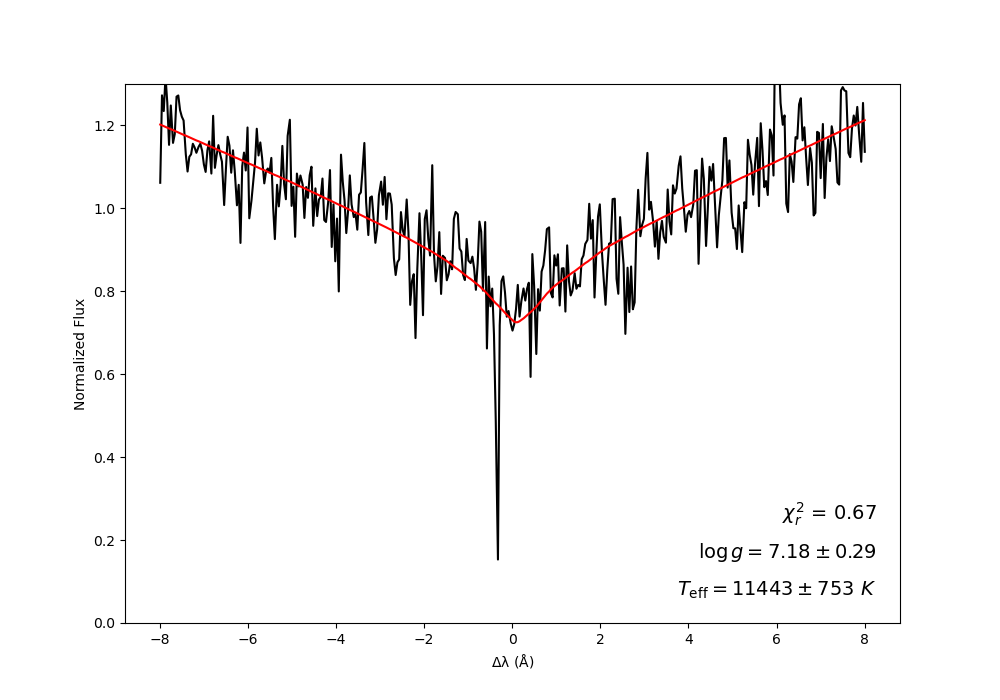 1.2
1.0
0.8
0.6
0.4
0.2
0.0
Normalized Flux
χ²ᵣ = 0.67
log g = 7.18 ± 0.29
T_eff = 11443 ± 753 K
−8 −6 −4 −2 0 2 4 6 8
Δλ (Å)